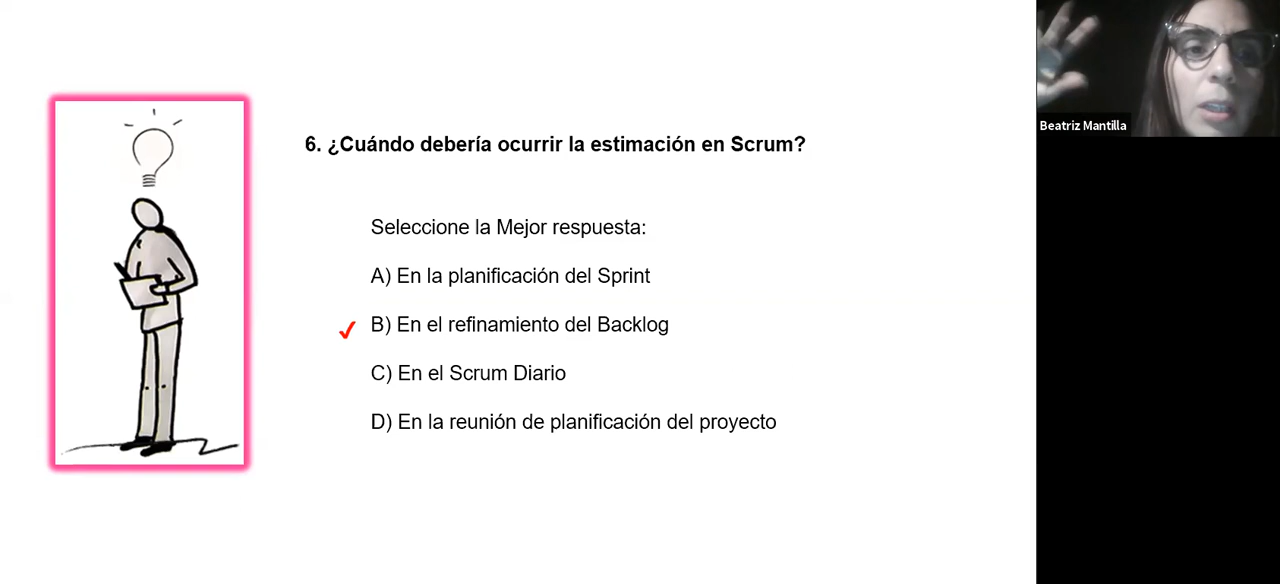 6. ¿Cuándo debería ocurrir la estimación en Scrum?
Seleccione la Mejor respuesta:
A) En la planificación del Sprint
B) En el refinamiento del Backlog
C) En el Scrum Diario
D) En la reunión de planificación del proyecto
Beatriz Mantilla